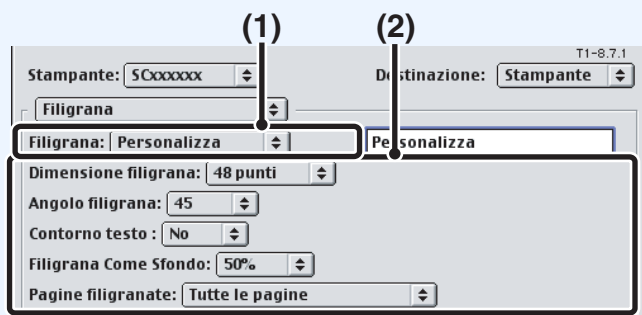 (1) (2)
T1-8.7.1
Stampante: SCxxxxxx Destinazione: Stampante
Filigrana
Filigrana: Personalizza Personalizza
Dimensione filigrana: 48 punti
Angolo filigrana: 45
Contorno testo : No
Filigrana Come Sfondo: 50%
Pagine filigranate: Tutte le pagine